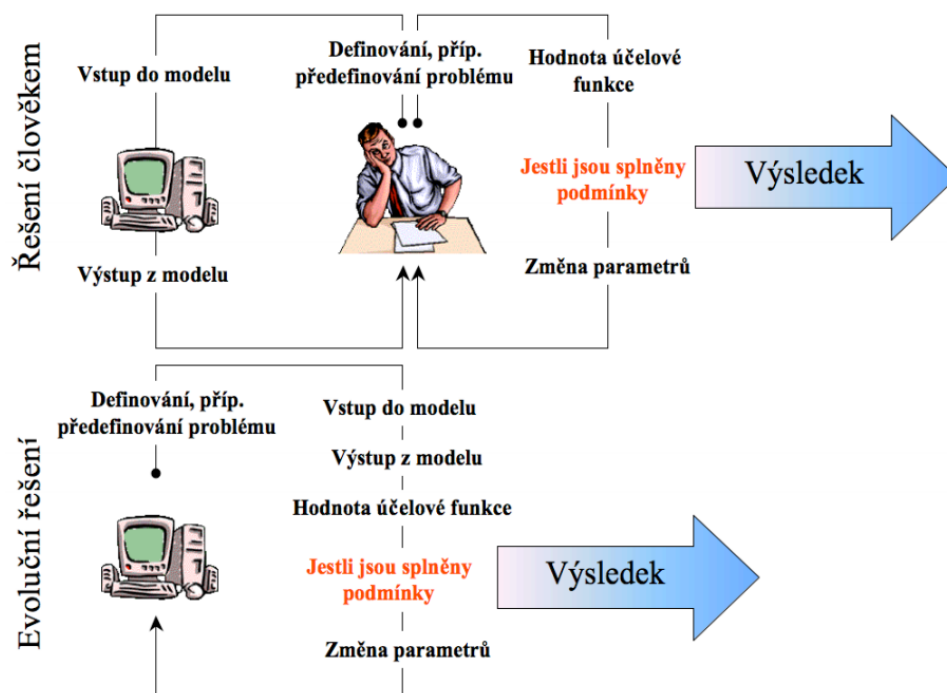 Řešení člověkem
Vstup do modelu
Výstup z modelu
Definování, příp.
předefinování problému
Hodnota účelové
funkce
Jestli jsou splněny
podmínky
Změna parametrů
Výsledek
Evoluční řešení
Definování, příp.
předefinování problému
Vstup do modelu
Výstup z modelu
Hodnota účelové funkce
Jestli jsou splněny
podmínky
Změna parametrů
Výsledek